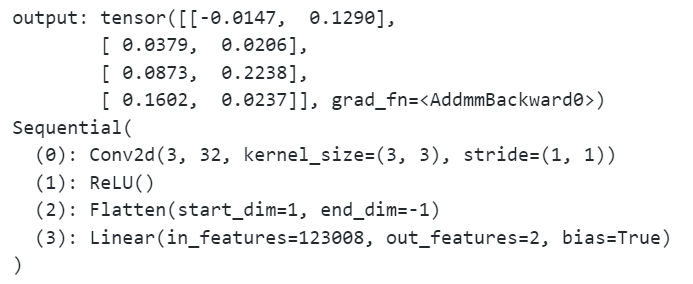 output: tensor([[-0.0147,  0.1290],
        [ 0.0379,  0.0206],
        [ 0.0873,  0.2238],
        [ 0.1602,  0.0237]], grad_fn=<AddmmBackward0>)
Sequential(
  (0): Conv2d(3, 32, kernel_size=(3, 3), stride=(1, 1))
  (1): ReLU()
  (2): Flatten(start_dim=1, end_dim=-1)
  (3): Linear(in_features=123008, out_features=2, bias=True)
)